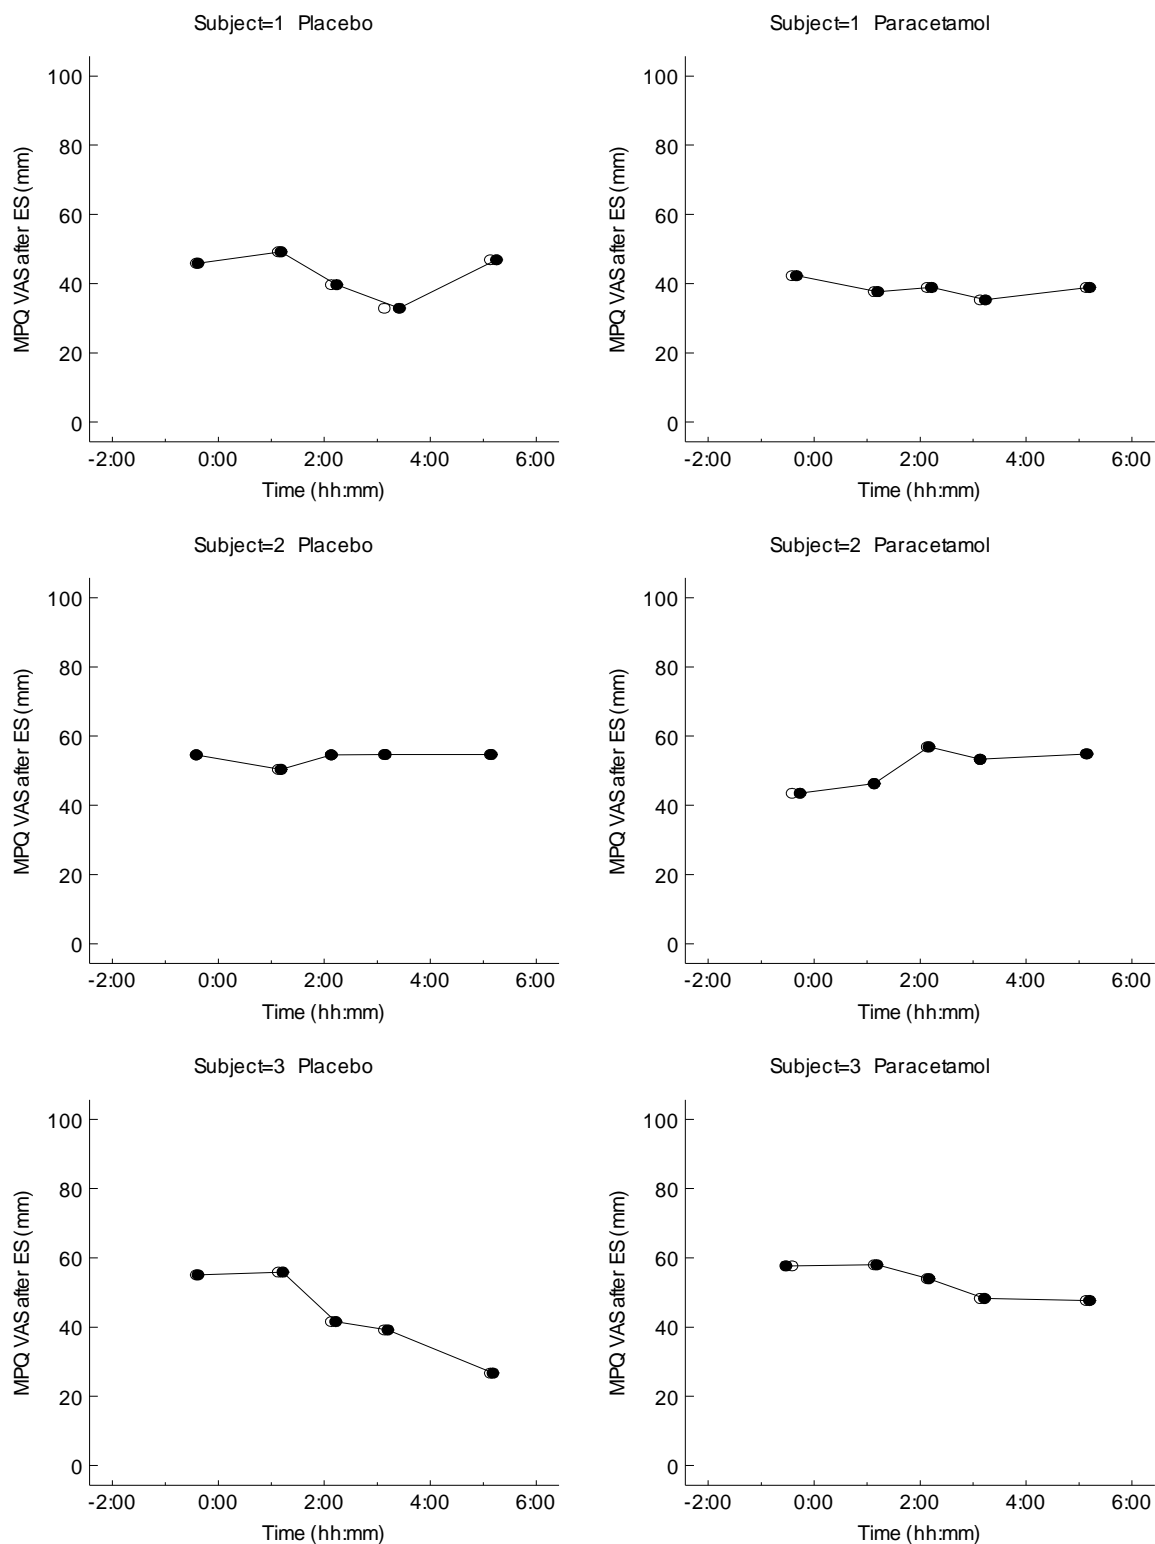 Subject=1 Placebo
MPQ VAS after ES (mm)
100
80
60
40
20
0
-2:00 0:00 2:00 4:00 6:00
Time (hh:mm)
Subject=1 Paracetamol
MPQ VAS after ES (mm)
100
80
60
40
20
0
-2:00 0:00 2:00 4:00 6:00
Time (hh:mm)
Subject=2 Placebo
MPQ VAS after ES (mm)
100
80
60
40
20
0
-2:00 0:00 2:00 4:00 6:00
Time (hh:mm)
Subject=2 Paracetamol
MPQ VAS after ES (mm)
100
80
60
40
20
0
-2:00 0:00 2:00 4:00 6:00
Time (hh:mm)
Subject=3 Placebo
MPQ VAS after ES (mm)
100
80
60
40
20
0
-2:00 0:00 2:00 4:00 6:00
Time (hh:mm)
Subject=3 Paracetamol
MPQ VAS after ES (mm)
100
80
60
40
20
0
-2:00 0:00 2:00 4:00 6:00
Time (hh:mm)